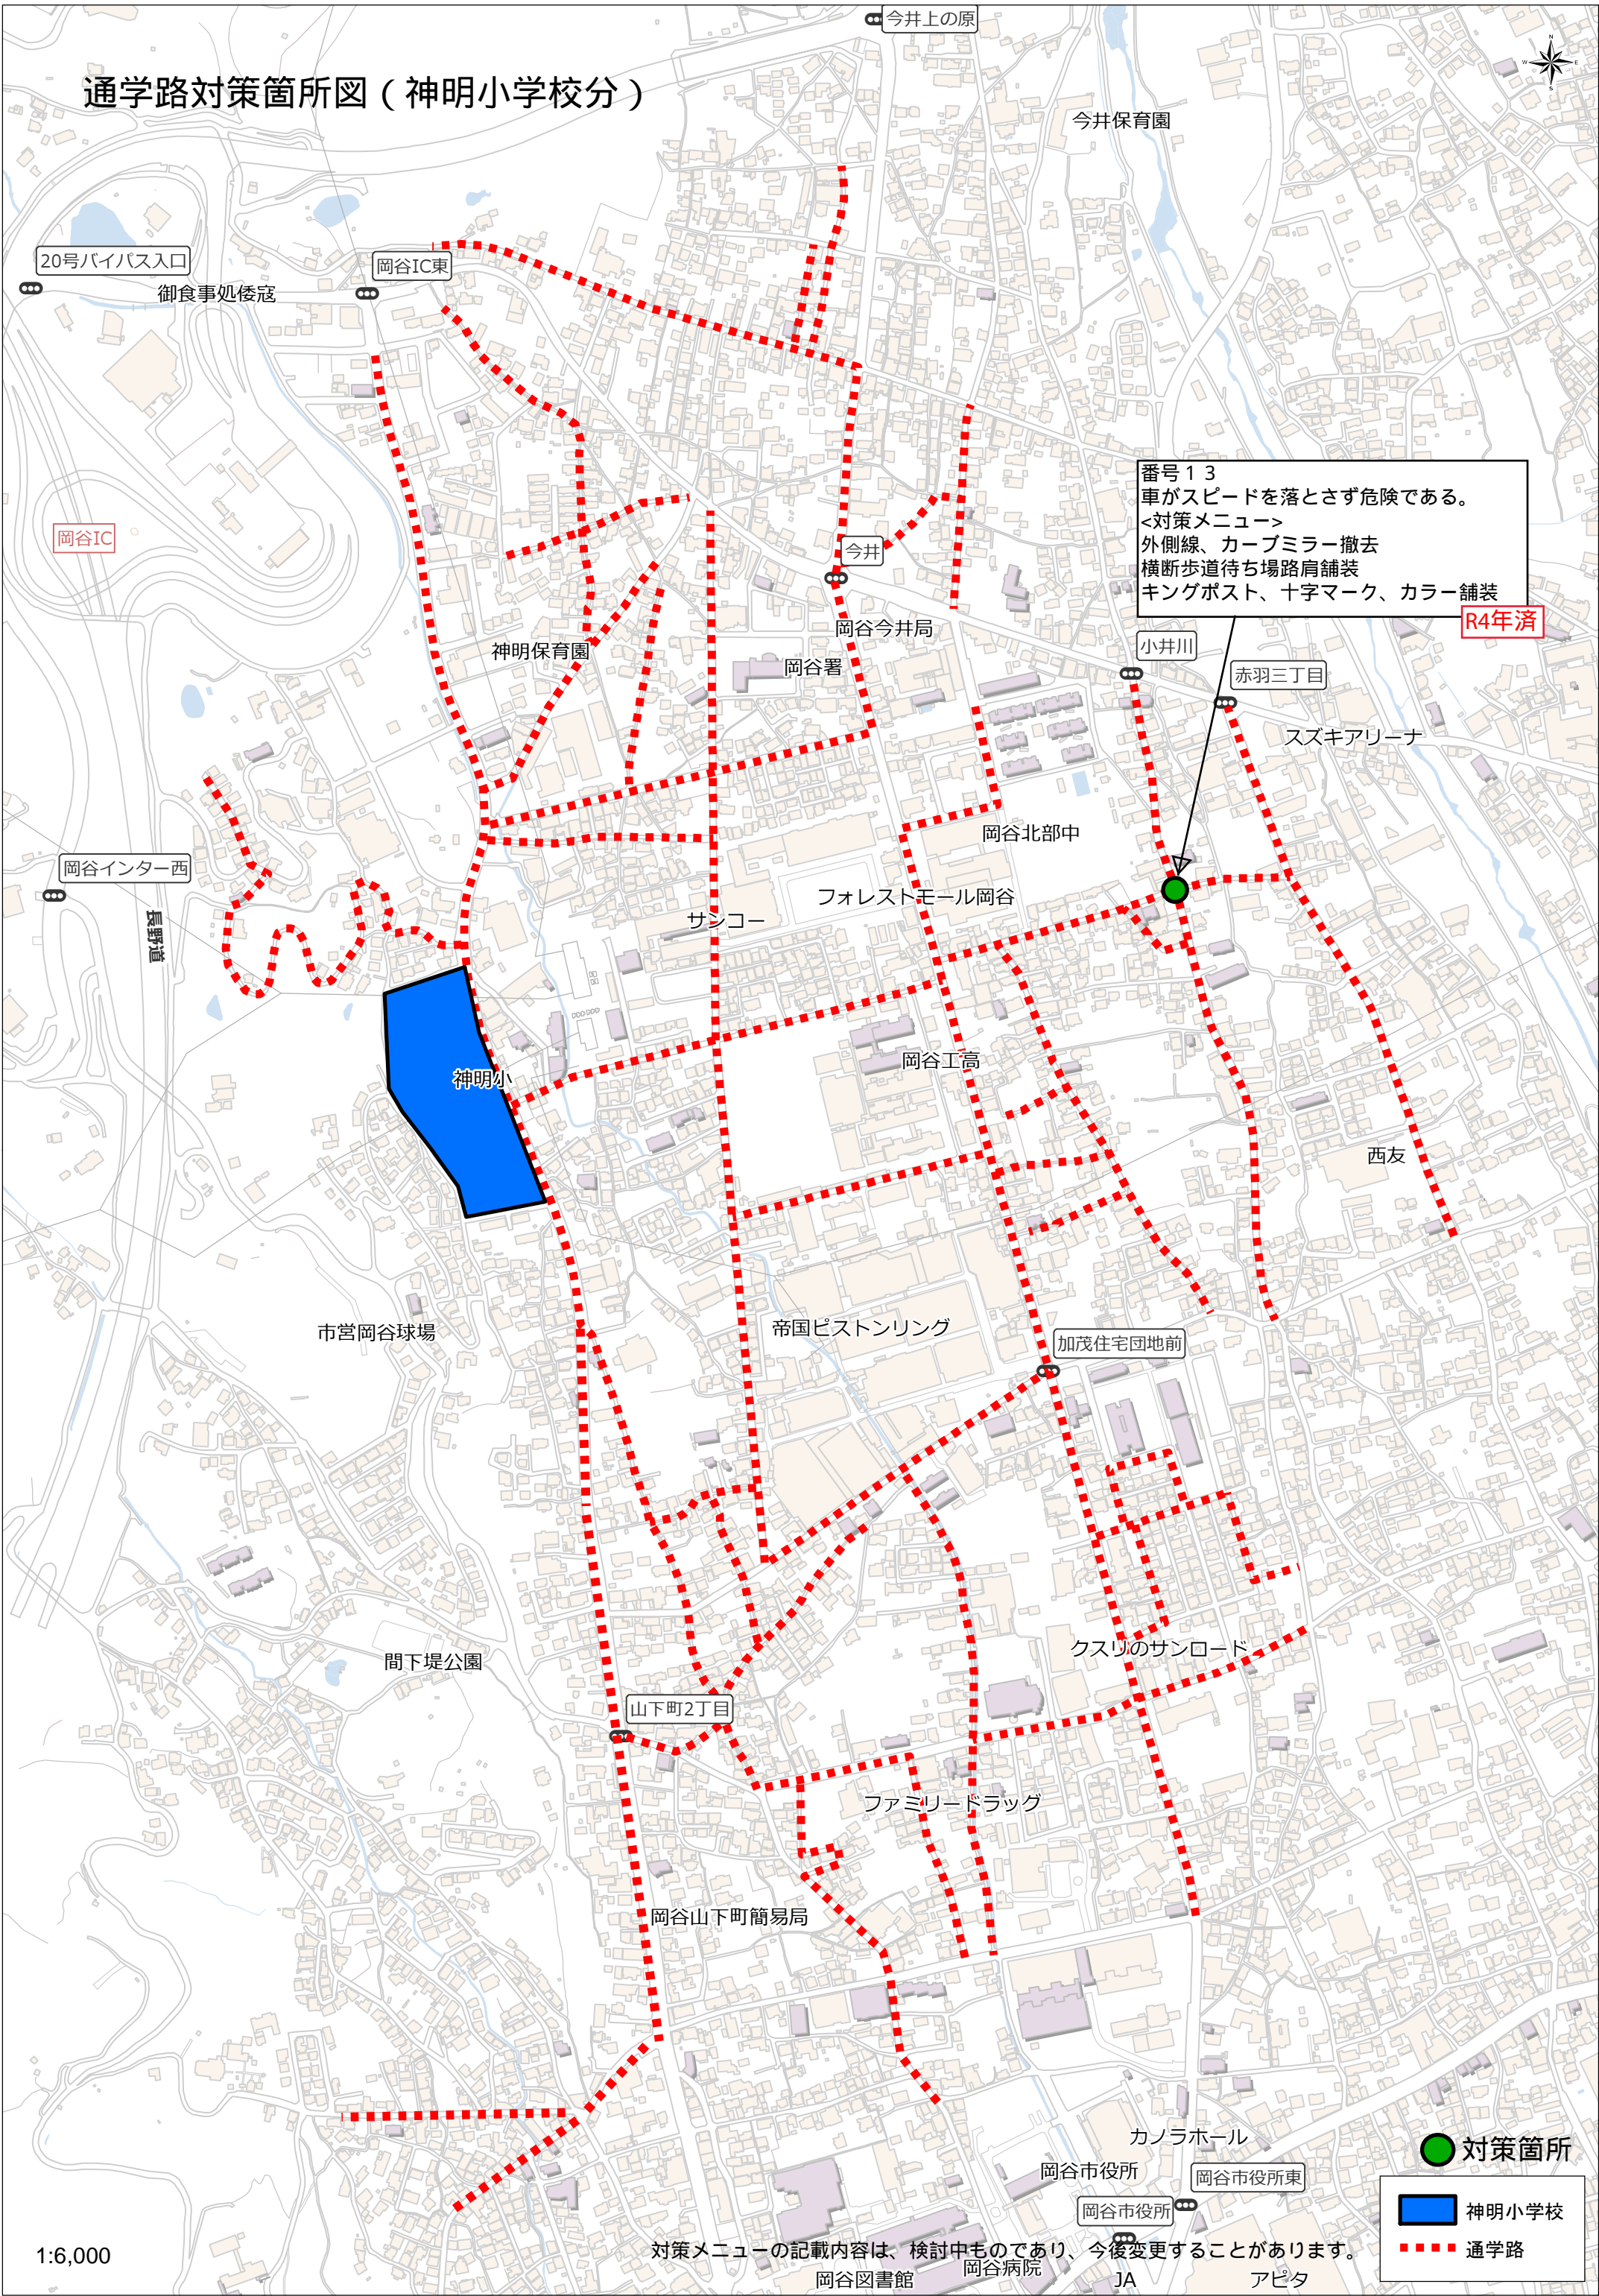 今井上の原
通学路対策箇所図（神明小学校分）
N
W
E
S
今井保育園
20号バイパス入口
岡谷IC東
御食事処倭寇
番号１３
車がスピードを落とさず危険である。
<対策メニュー>
外側線、カーブミラー撤去
横断歩道待ち場路肩舗装
キングポスト、十字マーク、カラー舗装
R4年済
岡谷IC
今井
岡谷今井局
小井川
神明保育園
岡谷署
赤羽三丁目
スズキアリーナ
岡谷北部中
岡谷インター西
フォレストモール岡谷
サンコー
長野道
岡谷工高
神明小
西友
市営岡谷球場
帝国ピストンリング
加茂住宅団地前
クスリのサンロード
間下堤公園
山下町2丁目
ファミリードラッグ
岡谷山下町簡易局
カノラホール
対策箇所
岡谷市役所
岡谷市役所東
岡谷市役所
神明小学校
通学路
1:6,000
対策メニューの記載内容は、検討中ものであり、今後変更することがあります。
岡谷病院
岡谷図書館
JA
アピタ